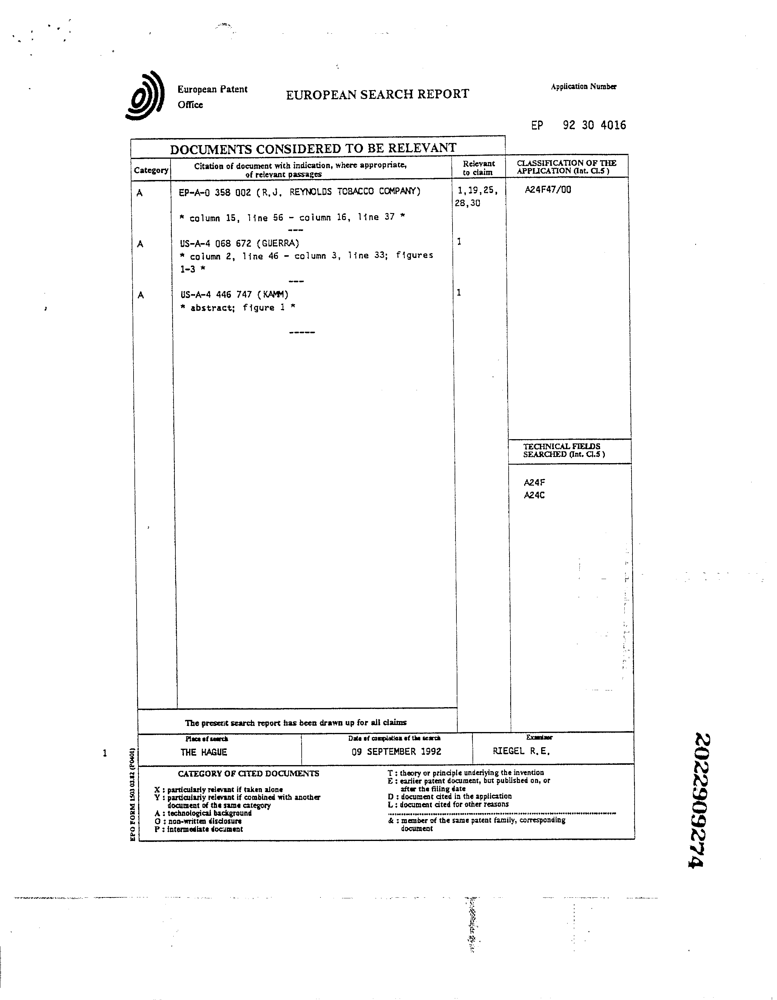 European Patent
Office
EUROPEAN SEARCH REPORT
Application Number
EP 92 30 4016
DOCUMENTS CONSIDERED TO BE RELEVANT
Category
Citation of document with indication, where appropriate,
of relevant passages
Relevant
to claim
CLASSIFICATION OF THE
APPLICATION (Int. Cl.5 )
A
EP-A-0 358 002 (R.J. REYNOLDS TOBACCO COMPANY)
* column 15, line 56 - column 16, line 37 *
---
1,19,25,
28,30
A24F47/00
A
US-A-4 068 672 (GUERRA)
* column 2, line 46 - column 3, line 33; figures
1-3 *
---
1
A
US-A-4 446 747 (KAMM)
* abstract; figure 1 *
-----
1
TECHNICAL FIELDS
SEARCHED (Int. Cl.5 )
A24F
A24C
The present search report has been drawn up for all claims
Place of search
THE HAGUE
Date of completion of the search
09 SEPTEMBER 1992
Examiner
RIEGEL R.E.
CATEGORY OF CITED DOCUMENTS
X : particularly relevant if taken alone
Y : particularly relevant if combined with another
document of the same category
A : technological background
O : non-written disclosure
P : intermediate document
T : theory or principle underlying the invention
E : earlier patent document, but published on, or
after the filing date
D : document cited in the application
L : document cited for other reasons
& : member of the same patent family, corresponding
document
1
EPO FORM 1503 03.82 (P0401)
2022909274